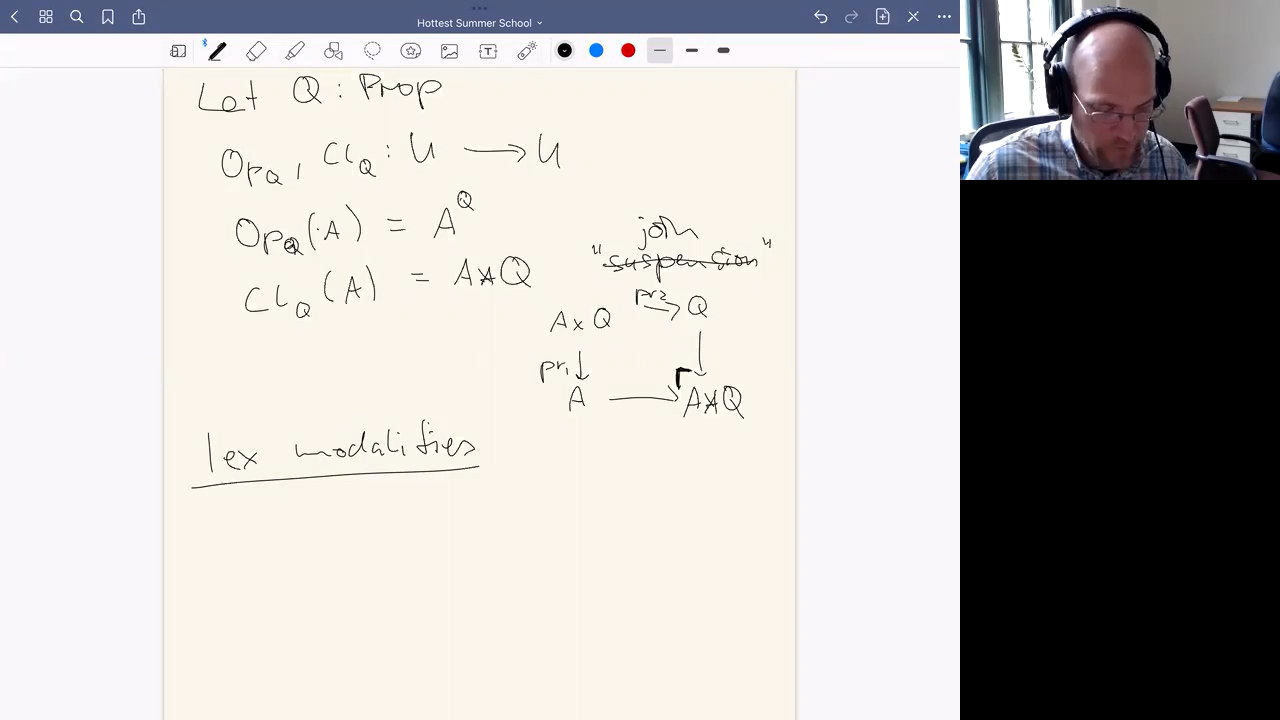 Hottest Summer School
Let Q : Prop
Op_Q , Cl_Q : U → U
Op_Q (A) = A^Q
Cl_Q (A) = A*Q
join
"suspension"
A × Q pr₂ → Q
pr₁ ↓ ↓
A → A*Q
lex modalities